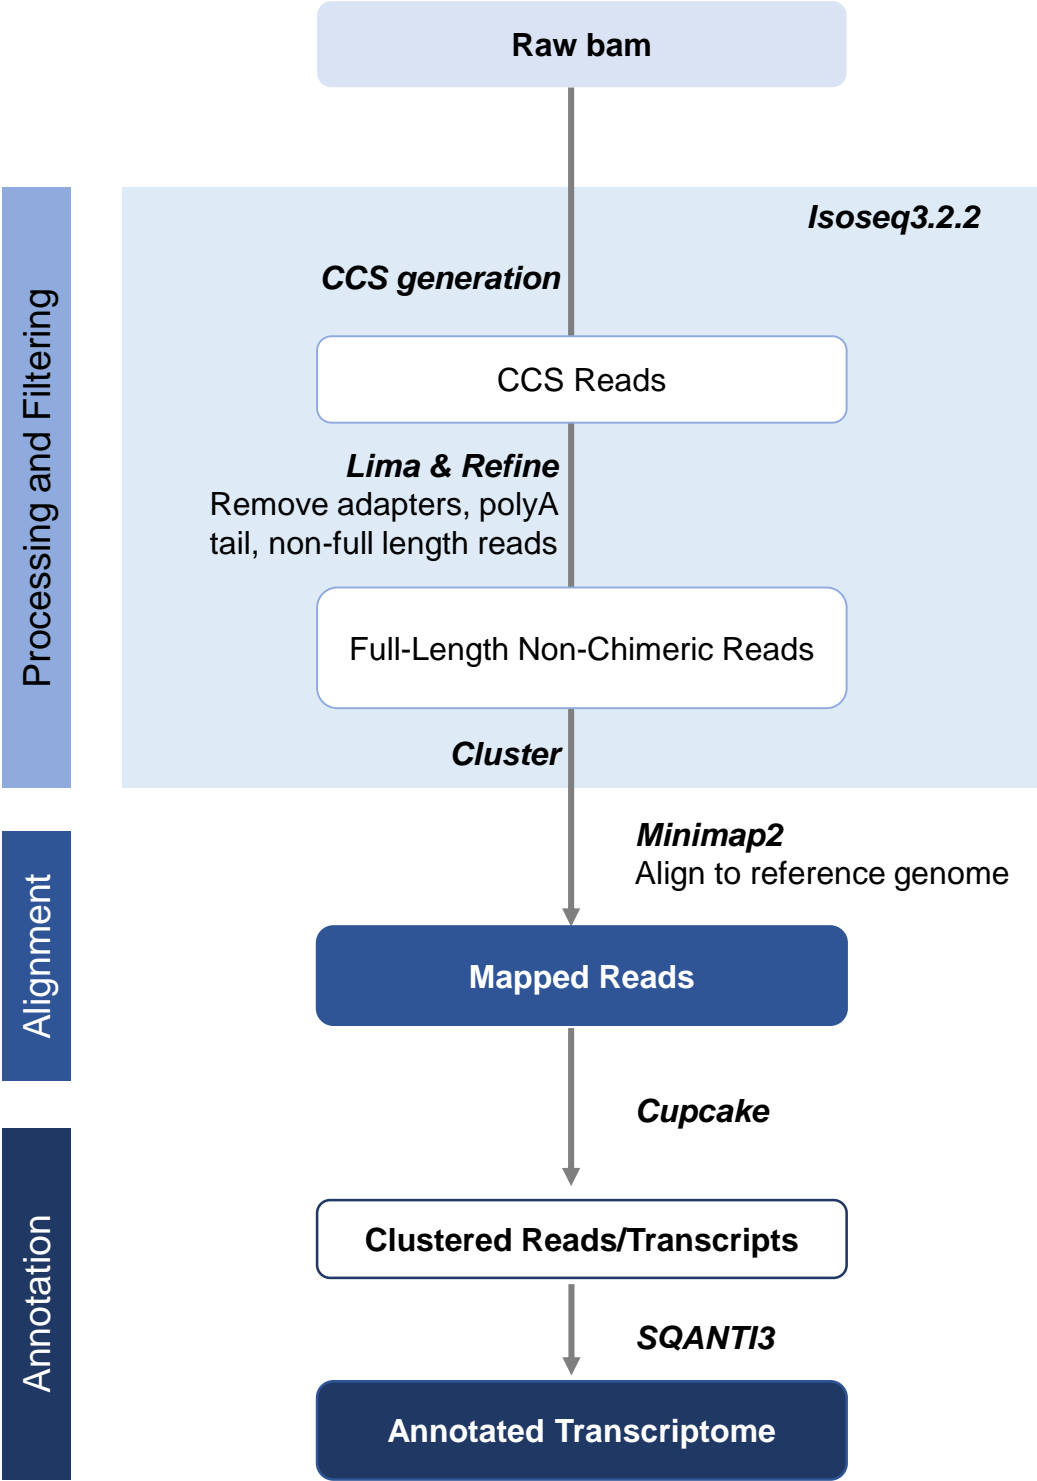 Raw bam
Processing and Filtering
Isoseq3.2.2
CCS generation
CCS Reads
Lima & Refine
Remove adapters, polyA
tail, non-full length reads
Full-Length Non-Chimeric Reads
Cluster
Alignment
Minimap2
Align to reference genome
Mapped Reads
Annotation
Cupcake
Clustered Reads/Transcripts
SQANTI3
Annotated Transcriptome